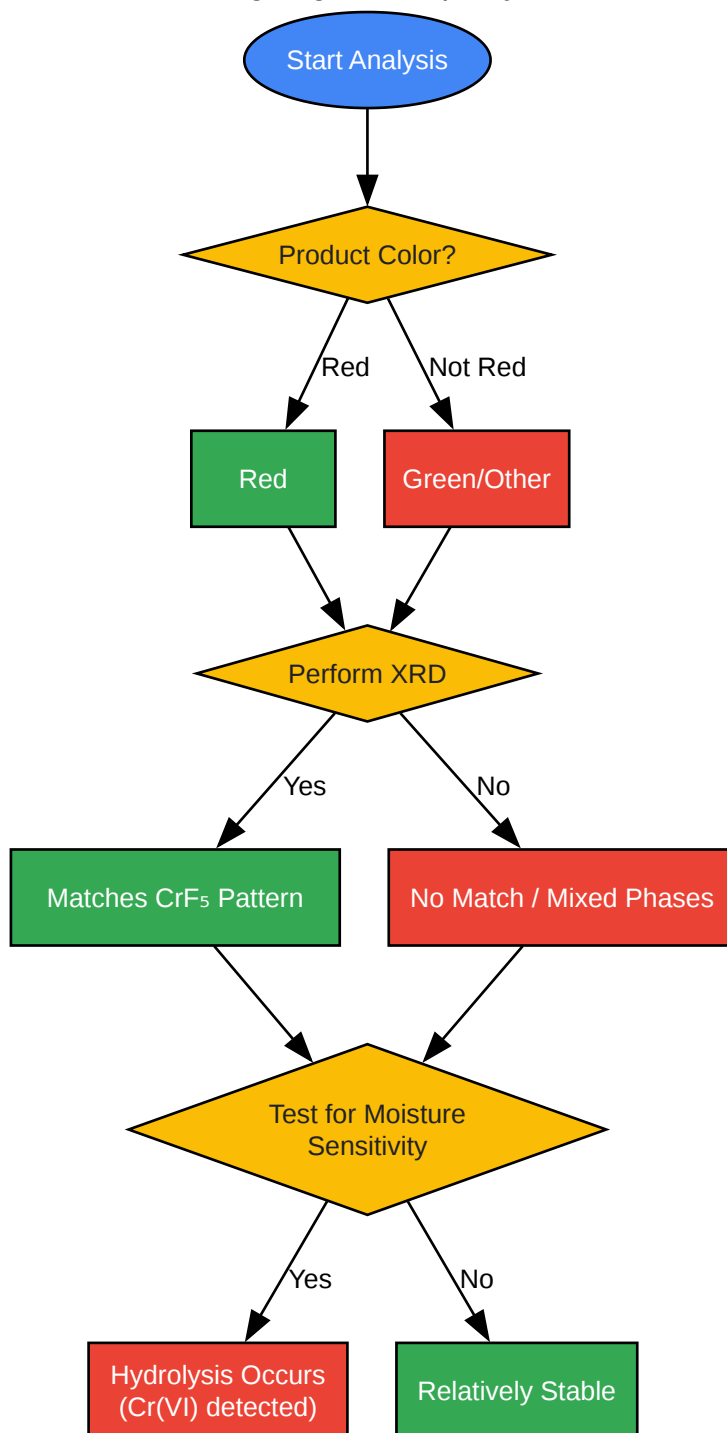 Start Analysis
Product Color?
Red
Not Red
Red
Green/Other
Perform XRD
Yes
No
Matches CrF₅ Pattern
No Match / Mixed Phases
Test for Moisture
Sensitivity
Yes
No
Hydrolysis Occurs
(Cr(VI) detected)
Relatively Stable